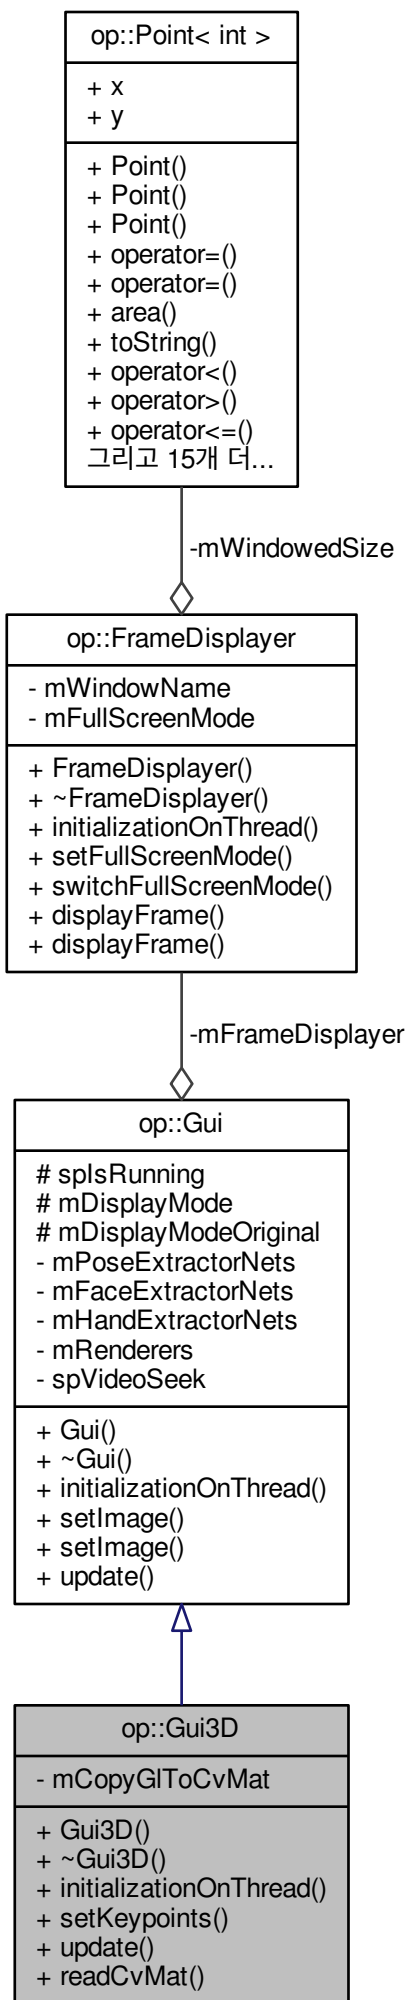 op::Point< int >
+ x
+ y
+ Point()
+ Point()
+ Point()
+ operator=()
+ operator=()
+ area()
+ toString()
+ operator<()
+ operator>()
+ operator<=()
그리고 15개 더...
-mWindowedSize
op::FrameDisplayer
- mWindowName
- mFullScreenMode
+ FrameDisplayer()
+ ~FrameDisplayer()
+ initializationOnThread()
+ setFullScreenMode()
+ switchFullScreenMode()
+ displayFrame()
+ displayFrame()
-mFrameDisplayer
op::Gui
# spIsRunning
# mDisplayMode
# mDisplayModeOriginal
- mPoseExtractorNets
- mFaceExtractorNets
- mHandExtractorNets
- mRenderers
- spVideoSeek
+ Gui()
+ ~Gui()
+ initializationOnThread()
+ setImage()
+ setImage()
+ update()
op::Gui3D
- mCopyGlToCvMat
+ Gui3D()
+ ~Gui3D()
+ initializationOnThread()
+ setKeypoints()
+ update()
+ readCvMat()